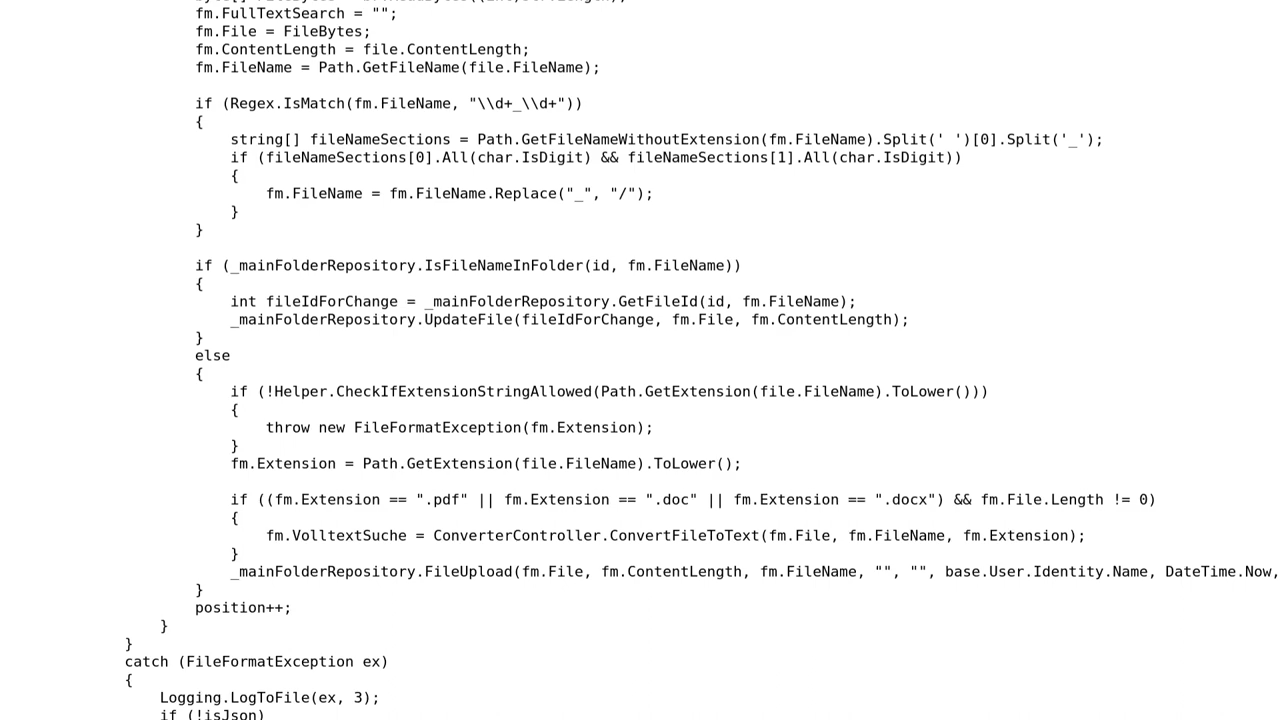 fm.FullTextSearch = "";
fm.File = FileBytes;
fm.ContentLength = file.ContentLength;
fm.FileName = Path.GetFileName(file.FileName);
if (Regex.IsMatch(fm.FileName, "\\d+_\\d+"))
{
string[] fileNameSections = Path.GetFileNameWithoutExtension(fm.FileName).Split(' ')[0].Split('_');
if (fileNameSections[0].All(char.IsDigit) && fileNameSections[1].All(char.IsDigit))
{
fm.FileName = fm.FileName.Replace("_", "/");
}
}
if (_mainFolderRepository.IsFileNameInFolder(id, fm.FileName))
{
int fileIdForChange = _mainFolderRepository.GetFileId(id, fm.FileName);
_mainFolderRepository.UpdateFile(fileIdForChange, fm.File, fm.ContentLength);
}
else
{
if (!Helper.CheckIfExtensionStringAllowed(Path.GetExtension(file.FileName).ToLower()))
{
throw new FileFormatException(fm.Extension);
}
fm.Extension = Path.GetExtension(file.FileName).ToLower();
if ((fm.Extension == ".pdf" || fm.Extension == ".doc" || fm.Extension == ".docx") && fm.File.Length != 0)
{
fm.VolltextSuche = ConverterController.ConvertFileToText(fm.File, fm.FileName, fm.Extension);
}
_mainFolderRepository.FileUpload(fm.File, fm.ContentLength, fm.FileName, "", "", base.User.Identity.Name, DateTime.Now,
}
position++;
}
}
catch (FileFormatException ex)
{
Logging.LogToFile(ex, 3);
if (!isJson)